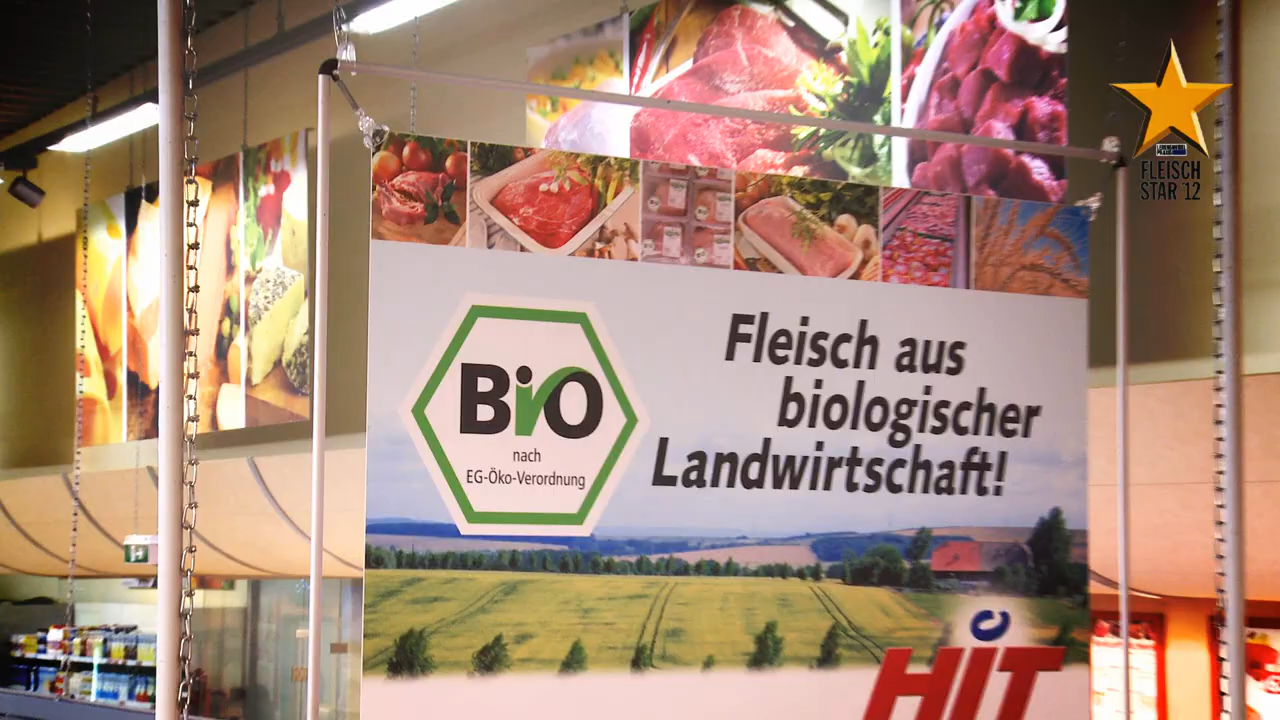 FLEISCH
STAR '12
BiO
nach
EG-Öko-Verordnung
Fleisch aus
biologischer
Landwirtschaft!
HIT